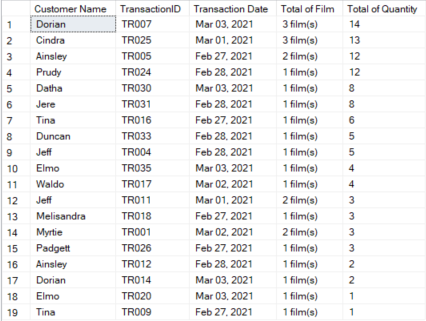 Customer Name TransactionID Transaction Date Total of Film Total of Quantity
1 Dorian TR007 Mar 03, 2021 3 film(s) 14
2 Cindra TR025 Mar 01, 2021 3 film(s) 13
3 Ainsley TR005 Feb 27, 2021 2 film(s) 12
4 Prudy TR024 Feb 28, 2021 1 film(s) 12
5 Datha TR030 Mar 03, 2021 1 film(s) 8
6 Jere TR031 Feb 28, 2021 1 film(s) 8
7 Tina TR016 Feb 27, 2021 1 film(s) 6
8 Duncan TR033 Feb 28, 2021 1 film(s) 5
9 Jeff TR004 Feb 28, 2021 1 film(s) 5
10 Elmo TR035 Mar 03, 2021 1 film(s) 4
11 Waldo TR017 Mar 02, 2021 1 film(s) 4
12 Jeff TR011 Mar 01, 2021 2 film(s) 3
13 Melisandra TR018 Feb 27, 2021 1 film(s) 3
14 Myrtie TR001 Mar 02, 2021 2 film(s) 3
15 Padgett TR026 Feb 27, 2021 1 film(s) 3
16 Ainsley TR012 Feb 28, 2021 1 film(s) 2
17 Dorian TR014 Mar 03, 2021 1 film(s) 2
18 Elmo TR020 Mar 03, 2021 1 film(s) 1
19 Tina TR009 Feb 27, 2021 1 film(s) 1